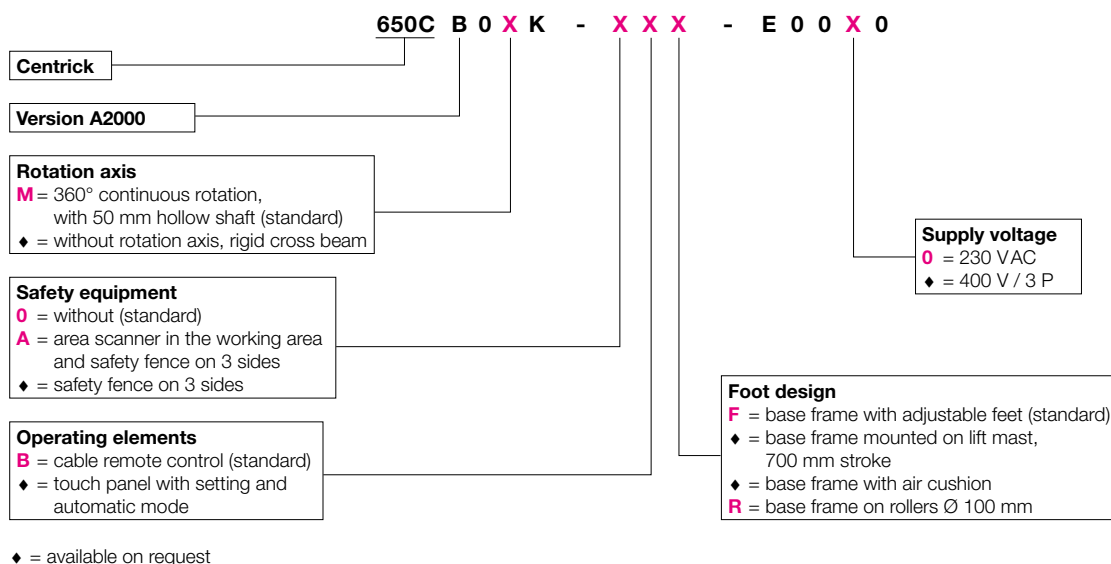 650C B 0 X K - X X X - E 0 0 X 0
Centrick
Version A2000
Rotation axis
M = 360° continuous rotation,
with 50 mm hollow shaft (standard)
♦ = without rotation axis, rigid cross beam
Supply voltage
0 = 230 VAC
♦ = 400 V / 3 P
Safety equipment
0 = without (standard)
A = area scanner in the working area
and safety fence on 3 sides
♦ = safety fence on 3 sides
Foot design
F = base frame with adjustable feet (standard)
♦ = base frame mounted on lift mast,
700 mm stroke
♦ = base frame with air cushion
R = base frame on rollers Ø 100 mm
Operating elements
B = cable remote control (standard)
♦ = touch panel with setting and
automatic mode
♦ = available on request